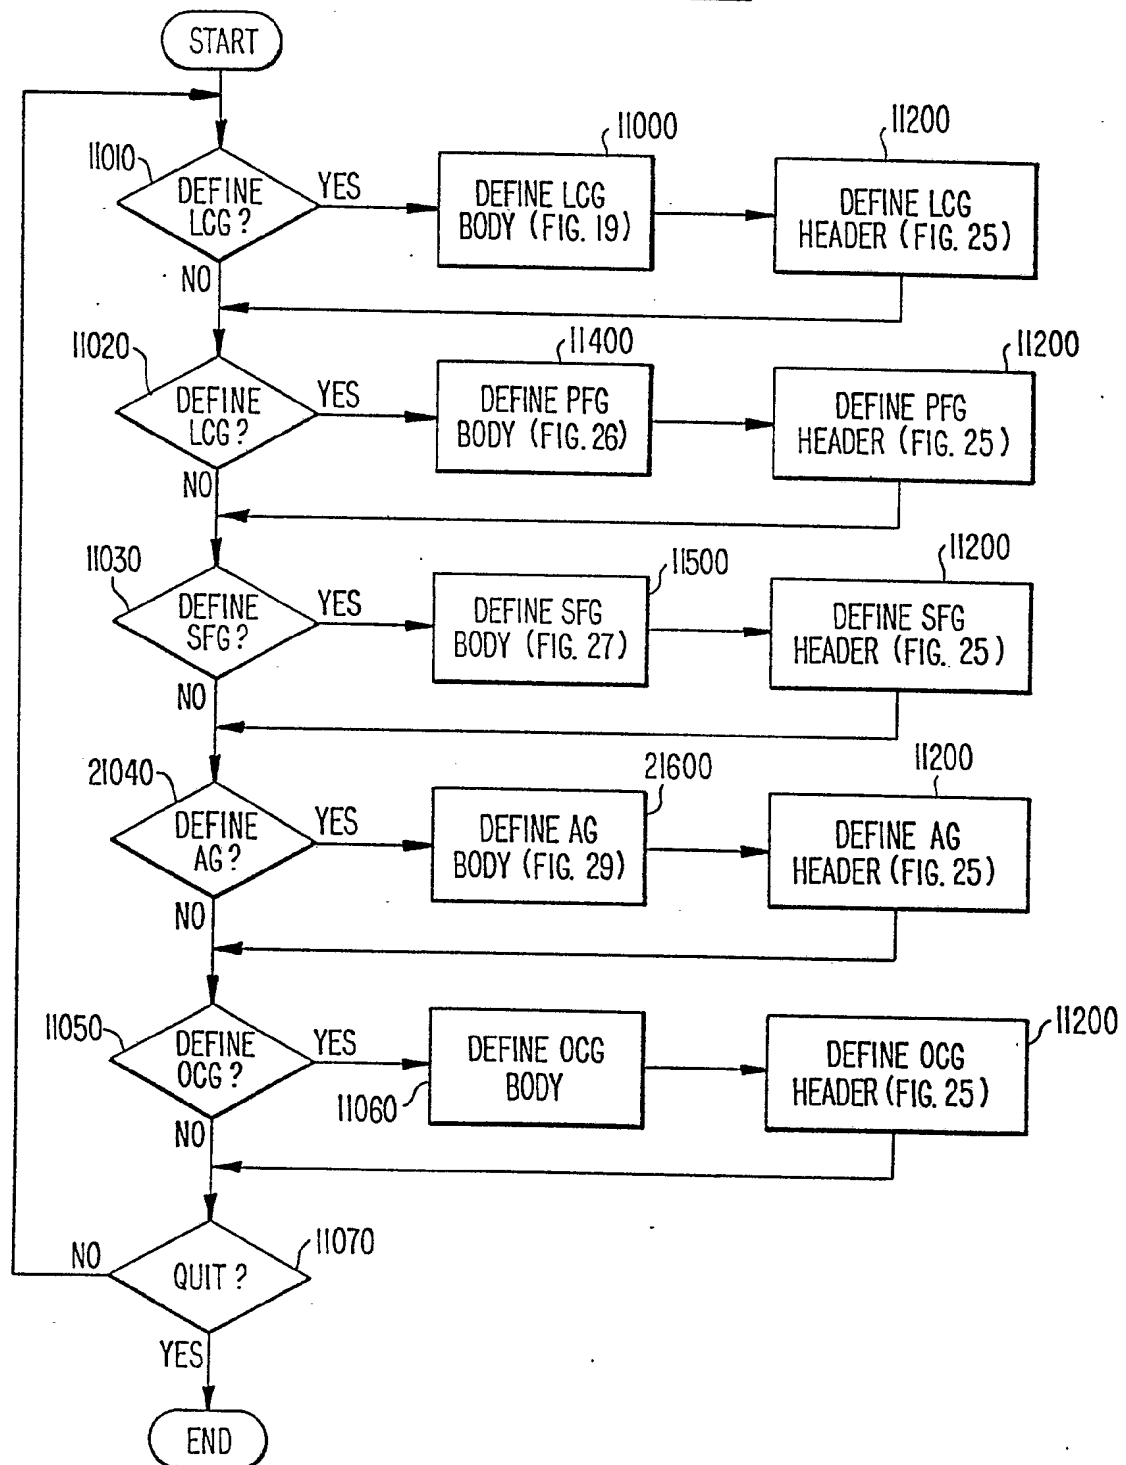 START
11010
DEFINE
LCG?
YES
NO
11000
DEFINE LCG
BODY (FIG. 19)
11200
DEFINE LCG
HEADER (FIG. 25)
11020
DEFINE
LCG?
YES
NO
11400
DEFINE PFG
BODY (FIG. 26)
11200
DEFINE PFG
HEADER (FIG. 25)
11030
DEFINE
SFG?
YES
NO
11500
DEFINE SFG
BODY (FIG. 27)
11200
DEFINE SFG
HEADER (FIG. 25)
21040
DEFINE
AG?
YES
NO
21600
DEFINE AG
BODY (FIG. 29)
11200
DEFINE AG
HEADER (FIG. 25)
11050
DEFINE
OCG?
YES
NO
11060
DEFINE OCG
BODY
11200
DEFINE OCG
HEADER (FIG. 25)
11070
QUIT?
NO
YES
END